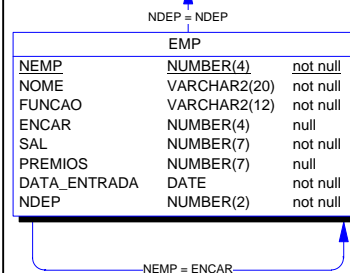 NDEP = NDEP
EMP
NEMP NUMBER(4) not null
NOME VARCHAR2(20) not null
FUNCAO VARCHAR2(12) not null
ENCAR NUMBER(4) null
SAL NUMBER(7) not null
PREMIOS NUMBER(7) null
DATA_ENTRADA DATE not null
NDEP NUMBER(2) not null
NEMP = ENCAR